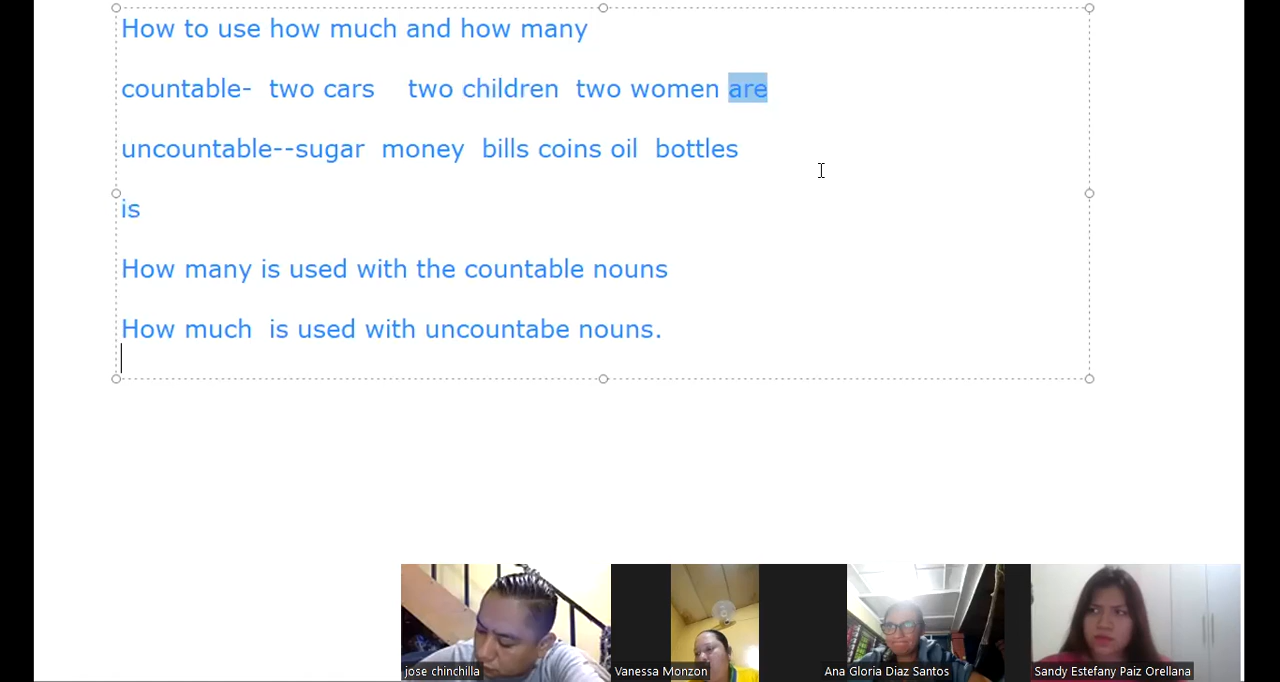 How to use how much and how many
countable-  two cars    two children  two women are
uncountable--sugar  money  bills coins oil  bottles
is
How many is used with the countable nouns
How much  is used with uncountabe nouns.
jose chinchilla
Vanessa Monzon
Ana Gloria Diaz Santos
Sandy Estefany Paiz Orellana